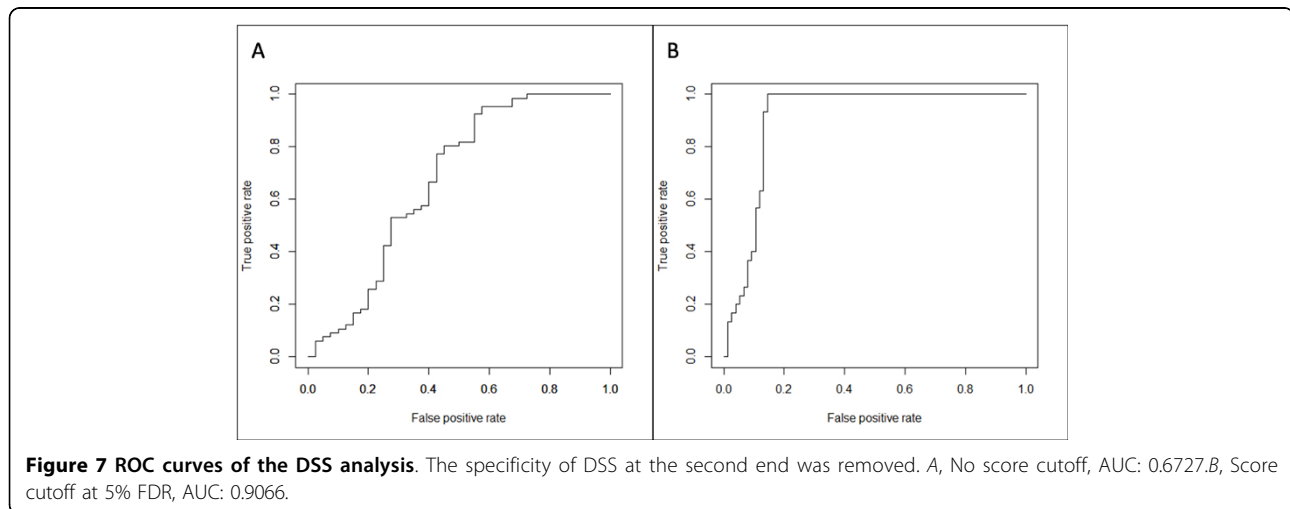 A
B
True positive rate
0.0 0.2 0.4 0.6 0.8 1.0
0.0 0.2 0.4 0.6 0.8 1.0
False positive rate
True positive rate
0.0 0.2 0.4 0.6 0.8 1.0
0.0 0.2 0.4 0.6 0.8 1.0
False positive rate
Figure 7 ROC curves of the DSS analysis. The specificity of DSS at the second end was removed. A, No score cutoff, AUC: 0.6727.B, Score
cutoff at 5% FDR, AUC: 0.9066.